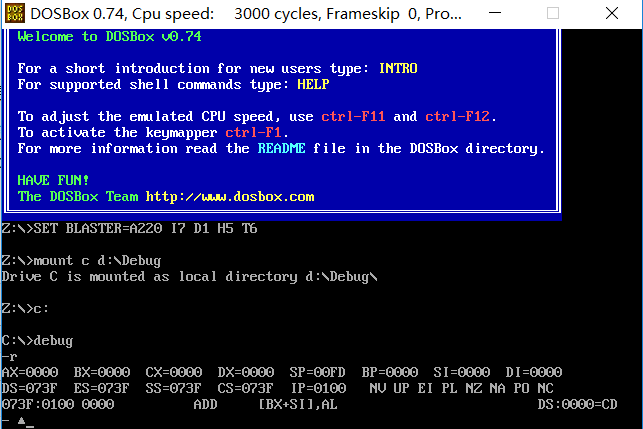 DOSBox 0.74, Cpu speed:     3000 cycles, Frameskip  0, Pro...
Welcome to DOSBox v0.74
For a short introduction for new users type: INTRO
For supported shell commands type: HELP
To adjust the emulated CPU speed, use ctrl-F11 and ctrl-F12.
To activate the keymapper ctrl-F1.
For more information read the README file in the DOSBox directory.
HAVE FUN!
The DOSBox Team http://www.dosbox.com
Z:\>SET BLASTER=A220 I7 D1 H5 T6
Z:\>mount c d:\Debug
Drive C is mounted as local directory d:\Debug\
Z:\>c:
C:\>debug
-r
AX=0000  BX=0000  CX=0000  DX=0000  SP=00FD  BP=0000  SI=0000  DI=0000
DS=073F  ES=073F  SS=073F  CS=073F  IP=0100   NV UP EI PL NZ NA PO NC
073F:0100 0000          ADD     [BX+SI],AL                         DS:0000=CD
- ▲_